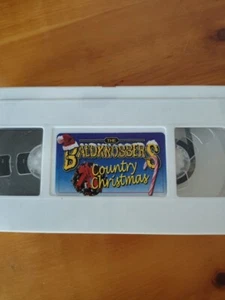 THE
BALDKNOBBERS
Country
Christmas